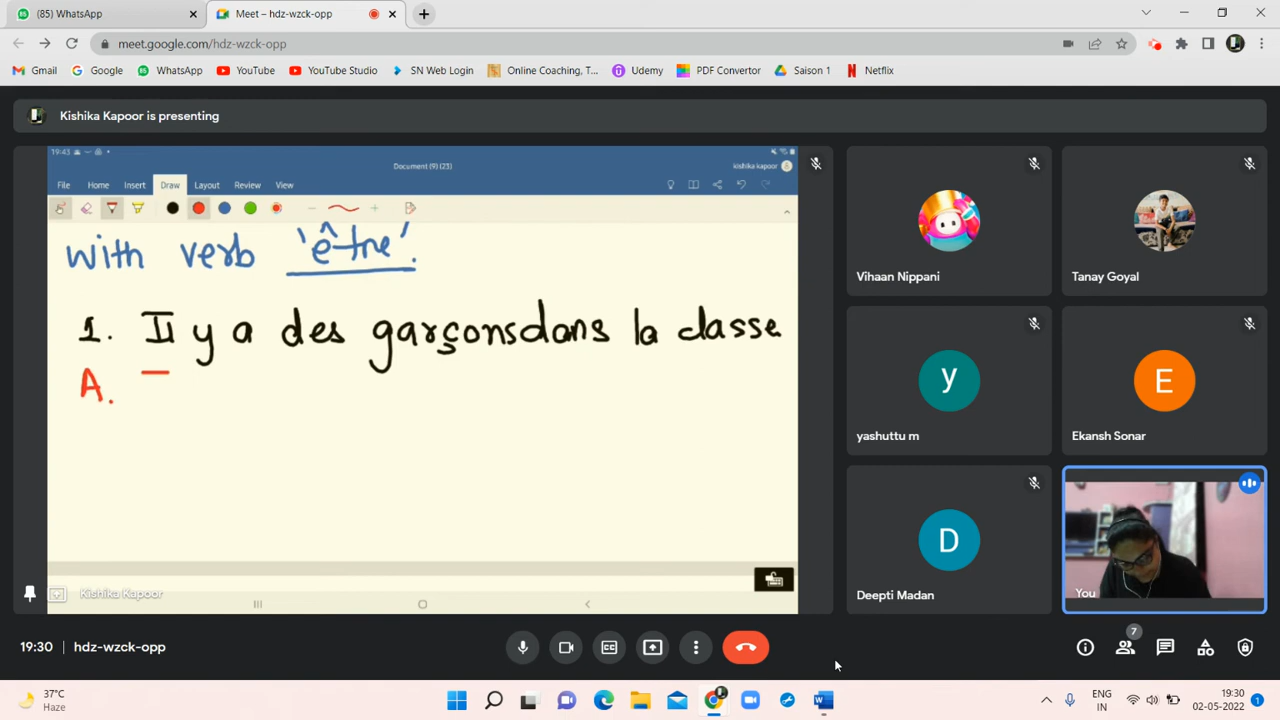 (85) WhatsApp
Meet – hdz-wzck-opp
meet.google.com/hdz-wzck-opp
Gmail Google WhatsApp YouTube YouTube Studio SN Web Login Online Coaching, T... Udemy PDF Convertor Saison 1 Netflix
Kishika Kapoor is presenting
19:43
Document (9) (23)
kishika kapoor
File Home Insert Draw Layout Review View
with verb 'être'.
1. Il y a des garçonsdans la classe
A.
Kishika Kapoor
Vihaan Nippani
Tanay Goyal
y
yashuttu m
E
Ekansh Sonar
D
Deepti Madan
You
19:30 | hdz-wzck-opp
7
37°C
Haze
ENG
IN
19:30
02-05-2022
1